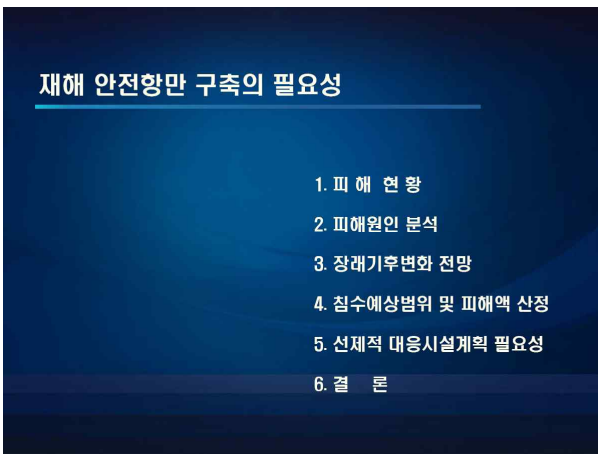 재해 안전항만 구축의 필요성
1. 피 해 현 황
2. 피해원인 분석
3. 장래기후변화 전망
4. 침수예상범위 및 피해액 산정
5. 선제적 대응시설계획 필요성
6. 결 론